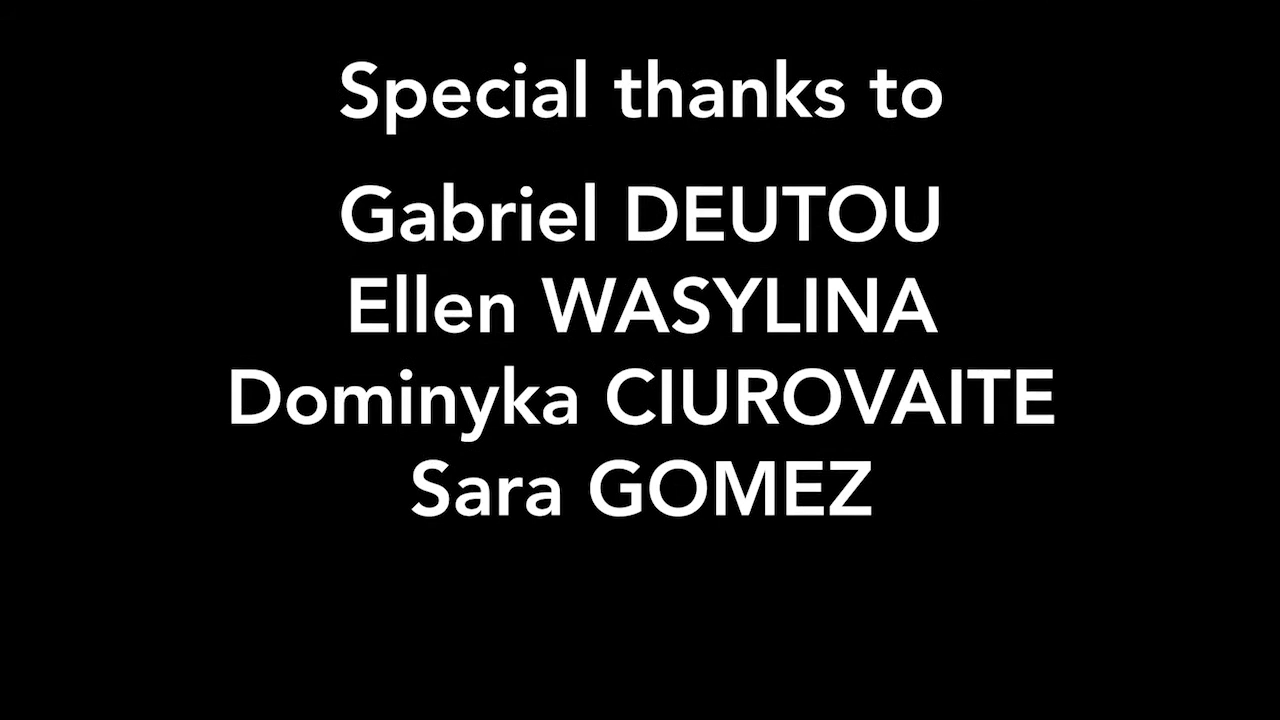 Special thanks to
Gabriel DEUTOU
Ellen WASYLINA
Dominyka CIUROVAITE
Sara GOMEZ